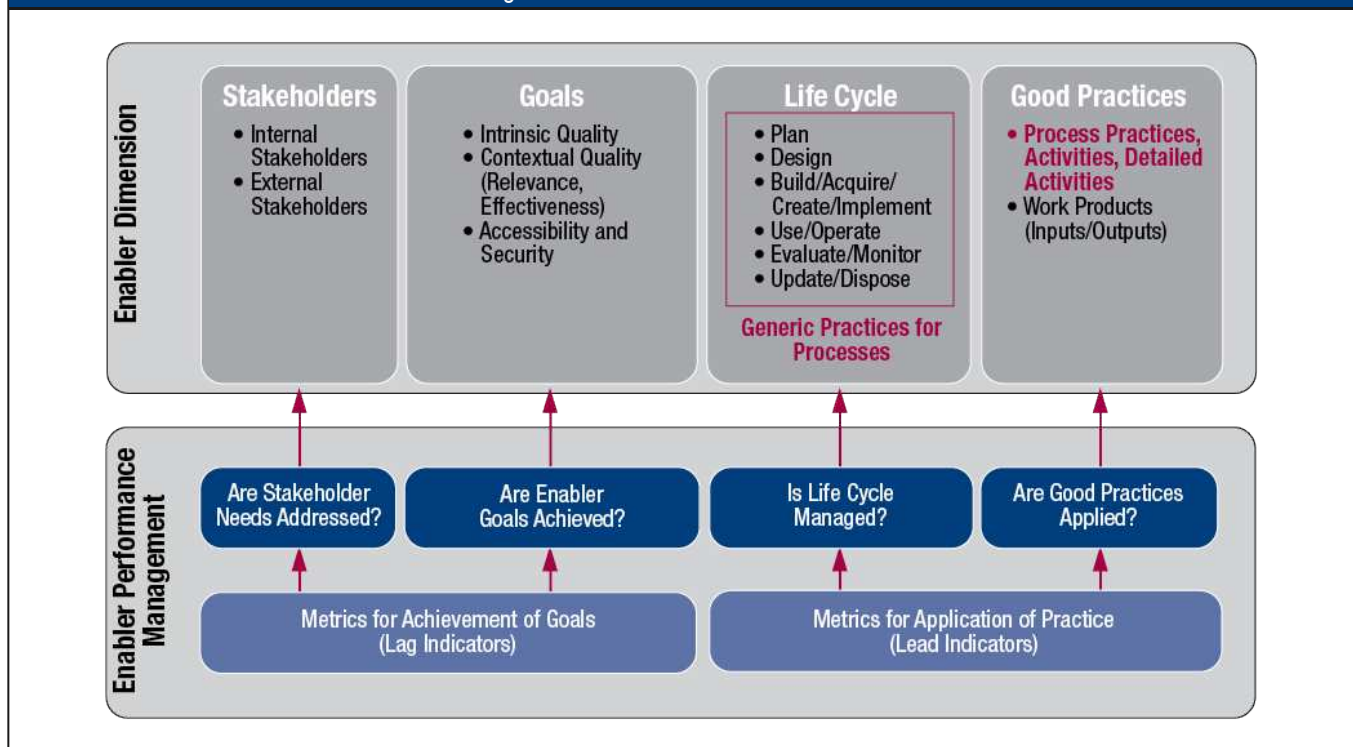 Enabler Dimension
Stakeholders
• Internal
Stakeholders
• External
Stakeholders
Goals
• Intrinsic Quality
• Contextual Quality
(Relevance,
Effectiveness)
• Accessibility and
Security
Life Cycle
• Plan
• Design
• Build/Acquire/
Create/Implement
• Use/Operate
• Evaluate/Monitor
• Update/Dispose
Generic Practices for
Processes
Good Practices
• Process Practices,
Activities, Detailed
Activities
• Work Products
(Inputs/Outputs)
Enabler Performance
Management
Are Stakeholder
Needs Addressed?
Are Enabler
Goals Achieved?
Is Life Cycle
Managed?
Are Good Practices
Applied?
Metrics for Achievement of Goals
(Lag Indicators)
Metrics for Application of Practice
(Lead Indicators)